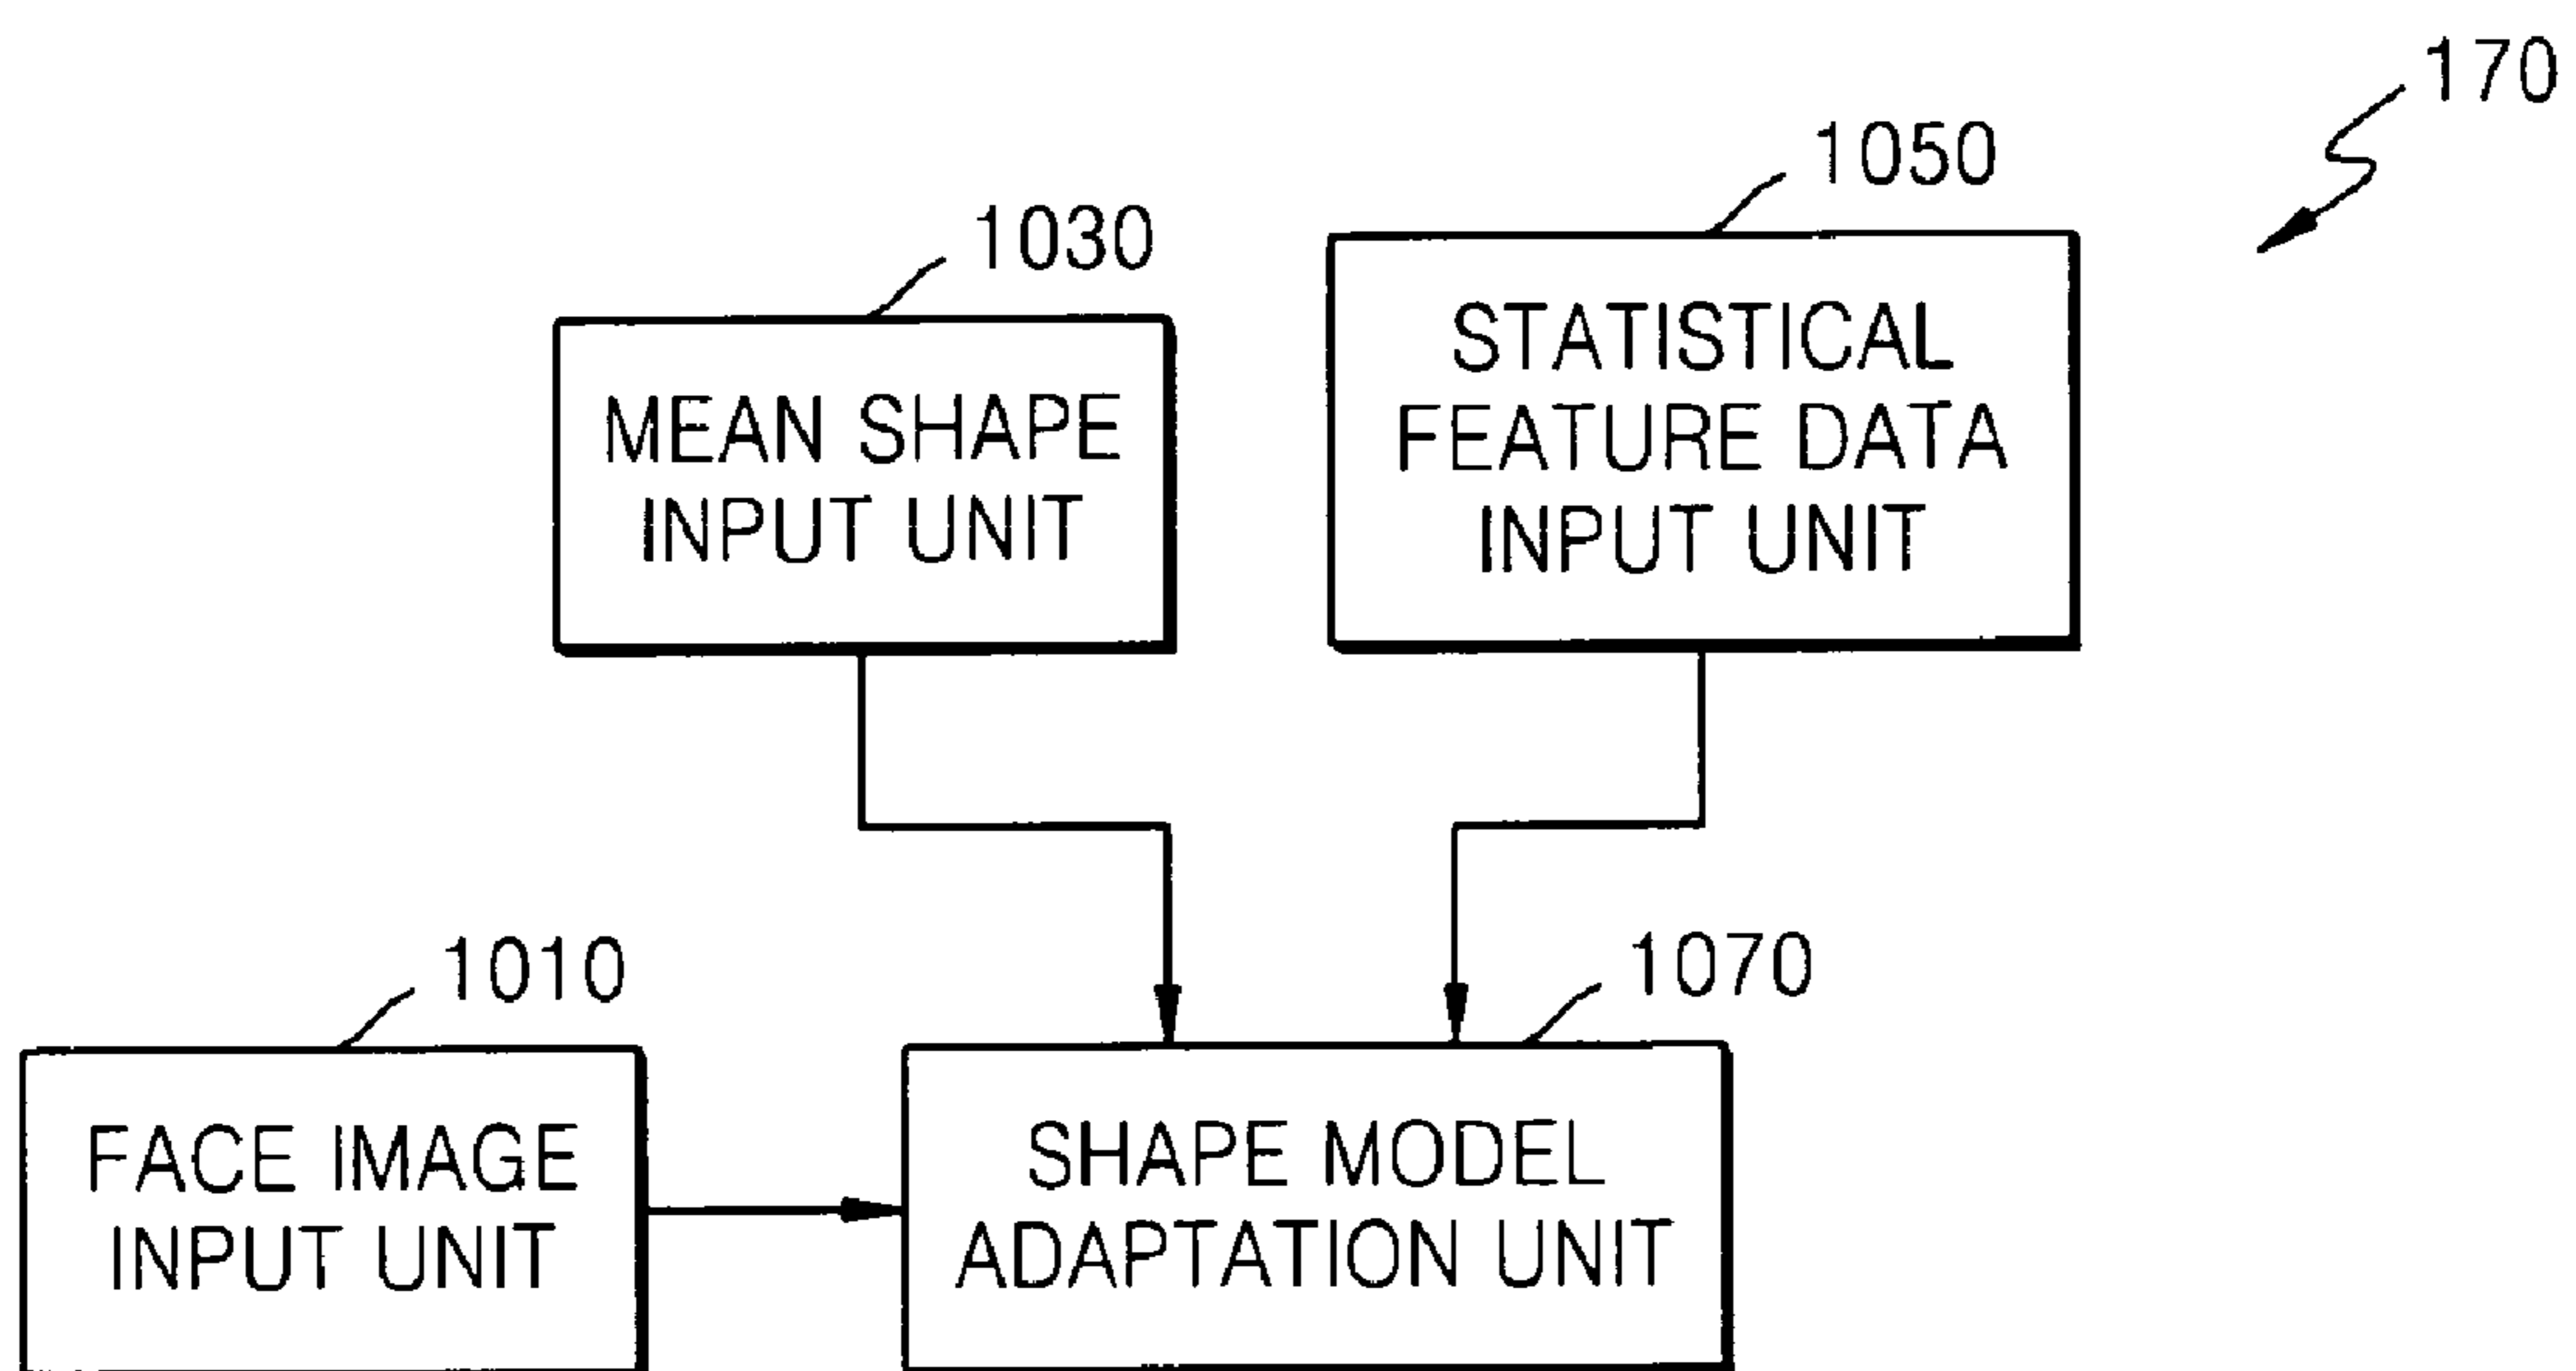 170
1050
1030
STATISTICAL
FEATURE DATA
INPUT UNIT
MEAN SHAPE
INPUT UNIT
1010
1070
FACE IMAGE
INPUT UNIT
SHAPE MODEL
ADAPTATION UNIT